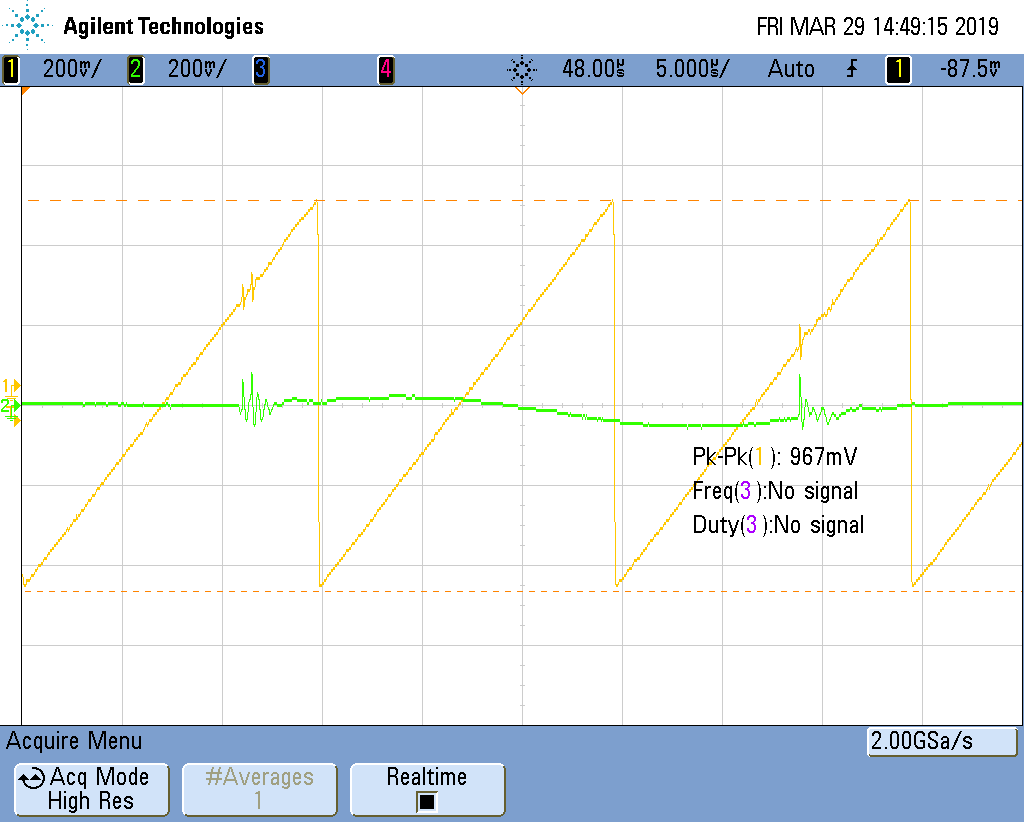 Agilent Technologies FRI MAR 29 14:49:15 2019
1 200mV/ 2 200mV/ 3 4 48.00µs 5.000µs/ Auto 1 -87.5mV
1
2
Pk-Pk(1): 967mV
Freq(3):No signal
Duty(3):No signal
Acquire Menu 2.00GSa/s
Acq Mode #Averages Realtime
High Res 1